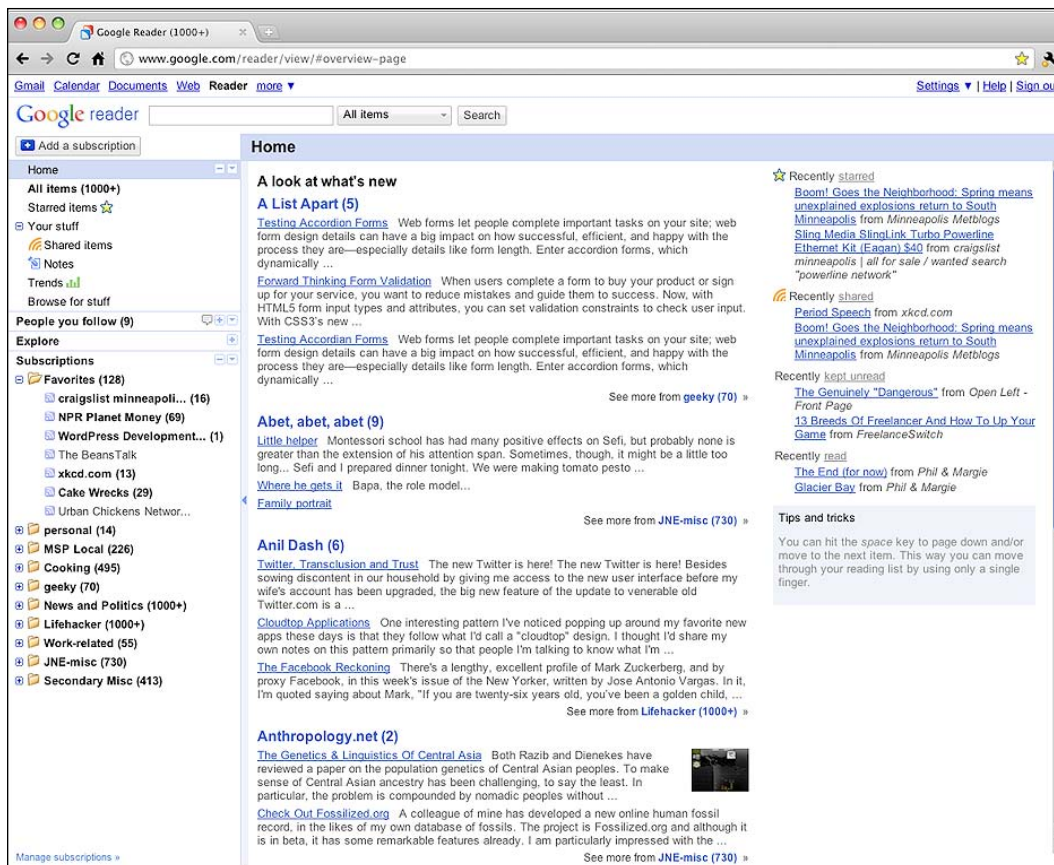 Google Reader (1000+)
www.google.com/reader/view/#overview-page
Gmail Calendar Documents Web Reader more ▼
Settings ▼ | Help | Sign ou
Google reader
All items
Search
Add a subscription
Home
All items (1000+)
Starred items
Your stuff
Shared items
Notes
Trends
Browse for stuff
People you follow (9)
Explore
Subscriptions
Favorites (128)
craigslist minneapoli... (16)
NPR Planet Money (69)
WordPress Development... (1)
The BeansTalk
xkcd.com (13)
Cake Wrecks (29)
Urban Chickens Networ...
personal (14)
MSP Local (226)
Cooking (495)
geeky (70)
News and Politics (1000+)
Lifehacker (1000+)
Work-related (55)
JNE-misc (730)
Secondary Misc (413)
Manage subscriptions »
Home
A look at what's new
A List Apart (5)
Testing Accordion Forms Web forms let people complete important tasks on your site; web
form design details can have a big impact on how successful, efficient, and happy with the
process they are—especially details like form length. Enter accordion forms, which
dynamically ...
Forward Thinking Form Validation When users complete a form to buy your product or sign
up for your service, you want to reduce mistakes and guide them to success. Now, with
HTML5 form input types and attributes, you can set validation constraints to check user input.
With CSS3's new ...
Testing Accordian Forms Web forms let people complete important tasks on your site; web
form design details can have a big impact on how successful, efficient, and happy with the
process they are—especially details like form length. Enter accordion forms, which
dynamically ...
See more from geeky (70) »
Abet, abet, abet (9)
Little helper Montessori school has had many positive effects on Sefi, but probably none is
greater than the extension of his attention span. Sometimes, though, it might be a little too
long... Sefi and I prepared dinner tonight. We were making tomato pesto ...
Where he gets it Bapa, the role model...
Family portrait
See more from JNE-misc (730) »
Anil Dash (6)
Twitter, Transclusion and Trust The new Twitter is here! The new Twitter is here! Besides
sowing discontent in our household by giving me access to the new user interface before my
wife's account has been upgraded, the big new feature of the update to venerable old
Twitter.com is a ...
Cloudtop Applications One interesting pattern I've noticed popping up around my favorite new
apps these days is that they follow what I'd call a "cloudtop" design. I thought I'd share my
own notes on this pattern primarily so that people I'm talking to know what I'm ...
The Facebook Reckoning There's a lengthy, excellent profile of Mark Zuckerberg, and by
proxy Facebook, in this week's issue of the New Yorker, written by Jose Antonio Vargas. In it,
I'm quoted saying about Mark, "If you are twenty-six years old, you've been a golden child, ...
See more from Lifehacker (1000+) »
Anthropology.net (2)
The Genetics & Linguistics Of Central Asia Both Razib and Dienekes have
reviewed a paper on the population genetics of Central Asian peoples. To make
sense of Central Asian ancestry has been challenging, to say the least. In
particular, the problem is compounded by nomadic peoples without ...
Check Out Fossilized.org A colleague of mine has developed a new online human fossil
record, in the likes of my own database of fossils. The project is Fossilized.org and although it
is in beta, it has some remarkable features already. I am particularly impressed with the ...
See more from JNE-misc (730) »
Recently starred
Boom! Goes the Neighborhood: Spring means
unexplained explosions return to South
Minneapolis from Minneapolis Metblogs
Sling Media SlingLink Turbo Powerline
Ethernet Kit (Eagan) $40 from craigslist
minneapolis | all for sale / wanted search
"powerline network"
Recently shared
Period Speech from xkcd.com
Boom! Goes the Neighborhood: Spring means
unexplained explosions return to South
Minneapolis from Minneapolis Metblogs
Recently kept unread
The Genuinely "Dangerous" from Open Left -
Front Page
13 Breeds Of Freelancer And How To Up Your
Game from FreelanceSwitch
Recently read
The End (for now) from Phil & Margie
Glacier Bay from Phil & Margie
Tips and tricks
You can hit the space key to page down and/or
move to the next item. This way you can move
through your reading list by using only a single
finger.